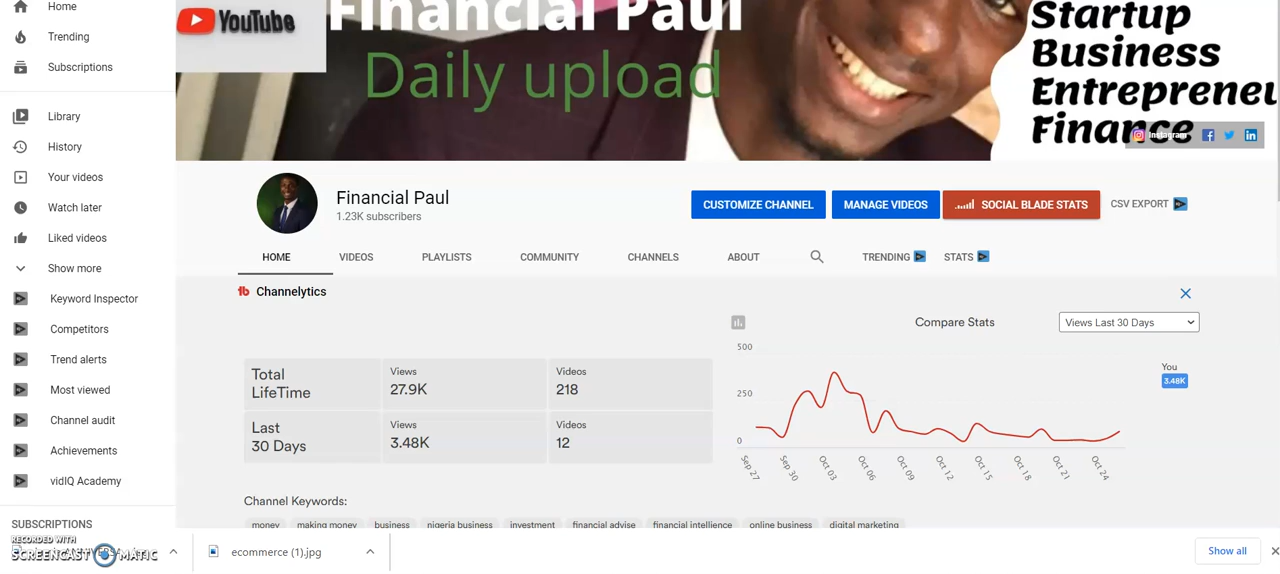 Home
Trending
Subscriptions
Library
History
Your videos
Watch later
Liked videos
Show more
Keyword Inspector
Competitors
Trend alerts
Most viewed
Channel audit
Achievements
vidIQ Academy
SUBSCRIPTIONS
YouTube
Financial Paul
Daily upload
Startup
Business
Entrepreneu
Finance
Instagram
Financial Paul
1.23K subscribers
CUSTOMIZE CHANNEL
MANAGE VIDEOS
SOCIAL BLADE STATS
CSV EXPORT
HOME VIDEOS PLAYLISTS COMMUNITY CHANNELS ABOUT TRENDING STATS
Channelytics
Compare Stats
Views Last 30 Days
Total LifeTime
Views
27.9K
Videos
218
Last 30 Days
Views
3.48K
Videos
12
500
250
0
Sep 27 Sep 30 Oct 03 Oct 06 Oct 09 Oct 12 Oct 15 Oct 18 Oct 21 Oct 24
You
3.48K
Channel Keywords:
money making money business nigeria business investment financial advise financial intelligence online business digital marketing
RECORDED WITH
SCREENCAST MATIC
ecommerce (1).jpg
Show all